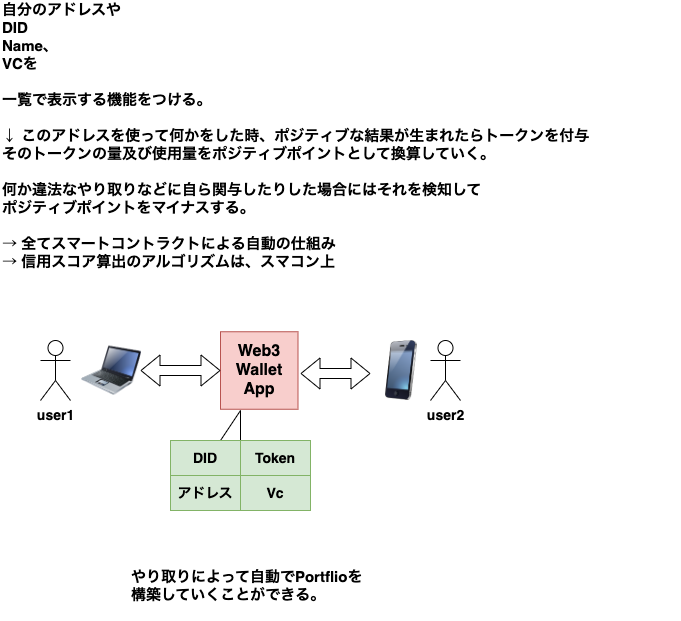 自分のアドレスや
DID
Name、
VCを
一覧で表示する機能をつける。
↓ このアドレスを使って何かをした時、ポジティブな結果が生まれたらトークンを付与
そのトークンの量及び使用量をポジティブポイントとして換算していく。
何か違法なやり取りなどに自ら関与したりした場合にはそれを検知して
ポジティブポイントをマイナスする。
→ 全てスマートコントラクトによる自動の仕組み
→ 信用スコア算出のアルゴリズムは、スマコン上
Web3
Wallet
App
user1
user2
DID
Token
アドレス
Vc
やり取りによって自動でPortflioを
構築していくことができる。